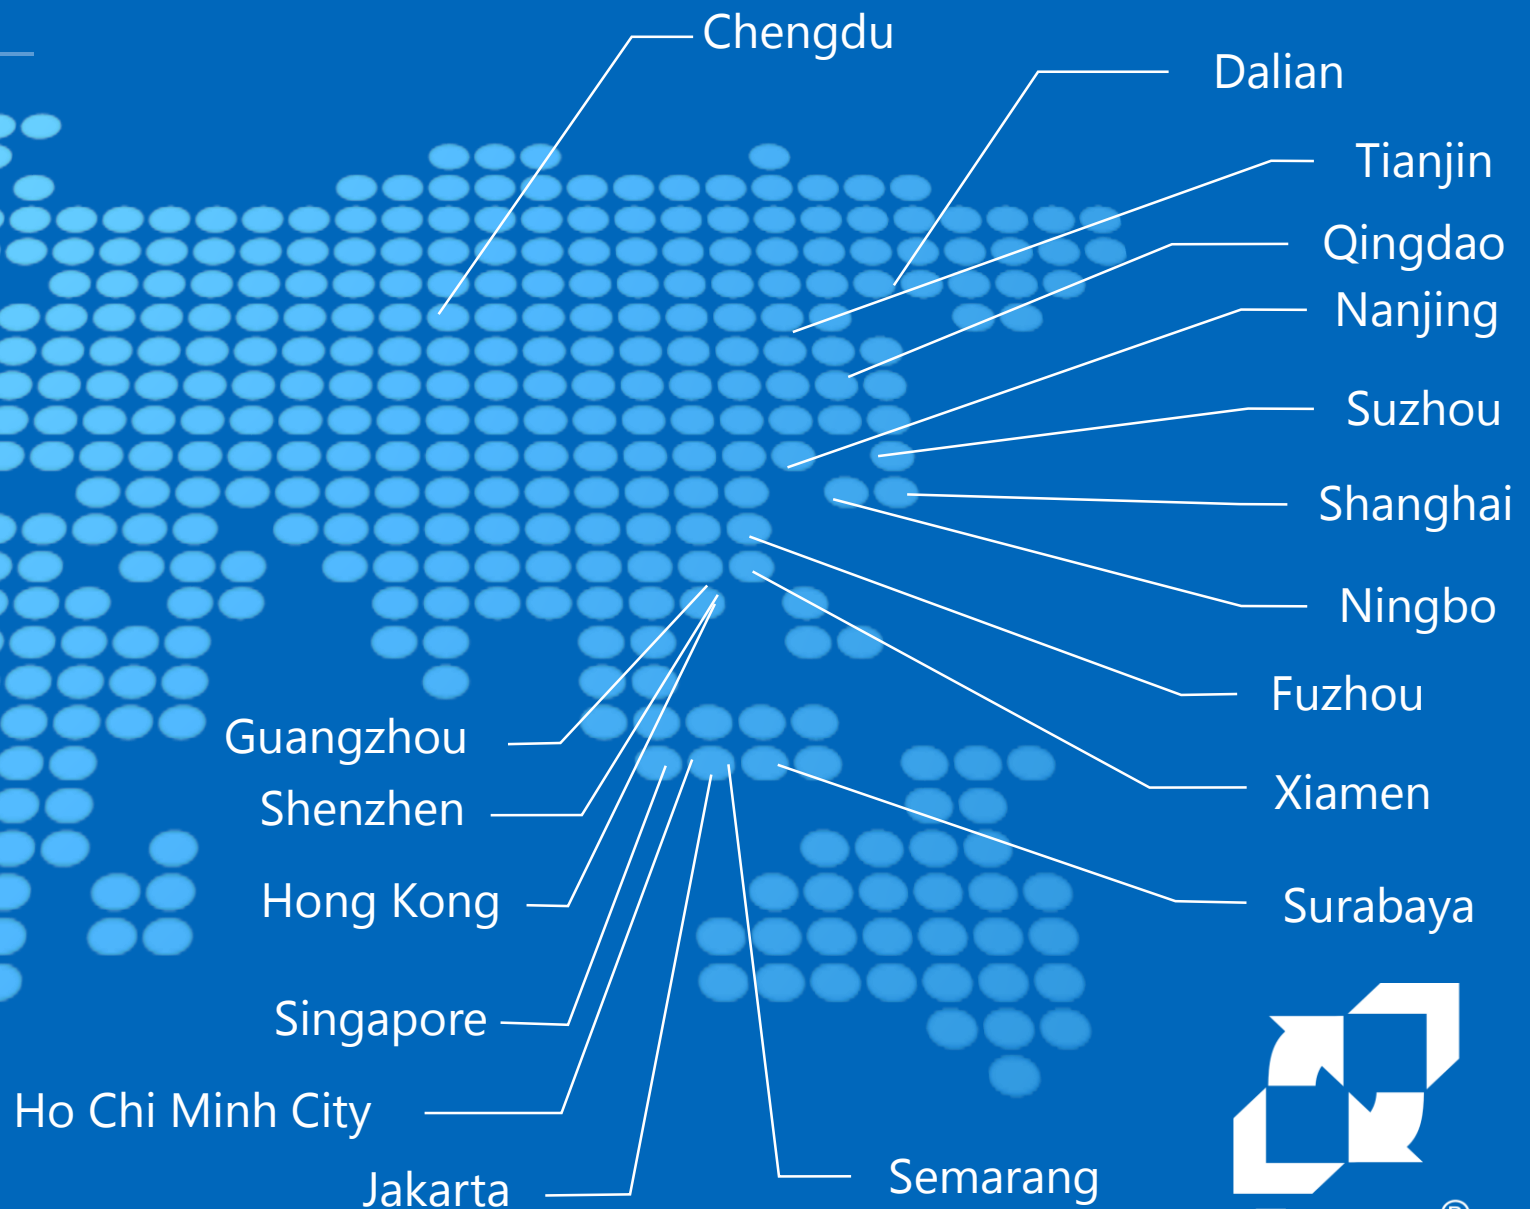 Chengdu
Dalian
Tianjin
Qingdao
Nanjing
Suzhou
Shanghai
Ningbo
Fuzhou
Guangzhou
Xiamen
Shenzhen
Hong Kong
Surabaya
Singapore
Ho Chi Minh City
Semarang
Jakarta
®